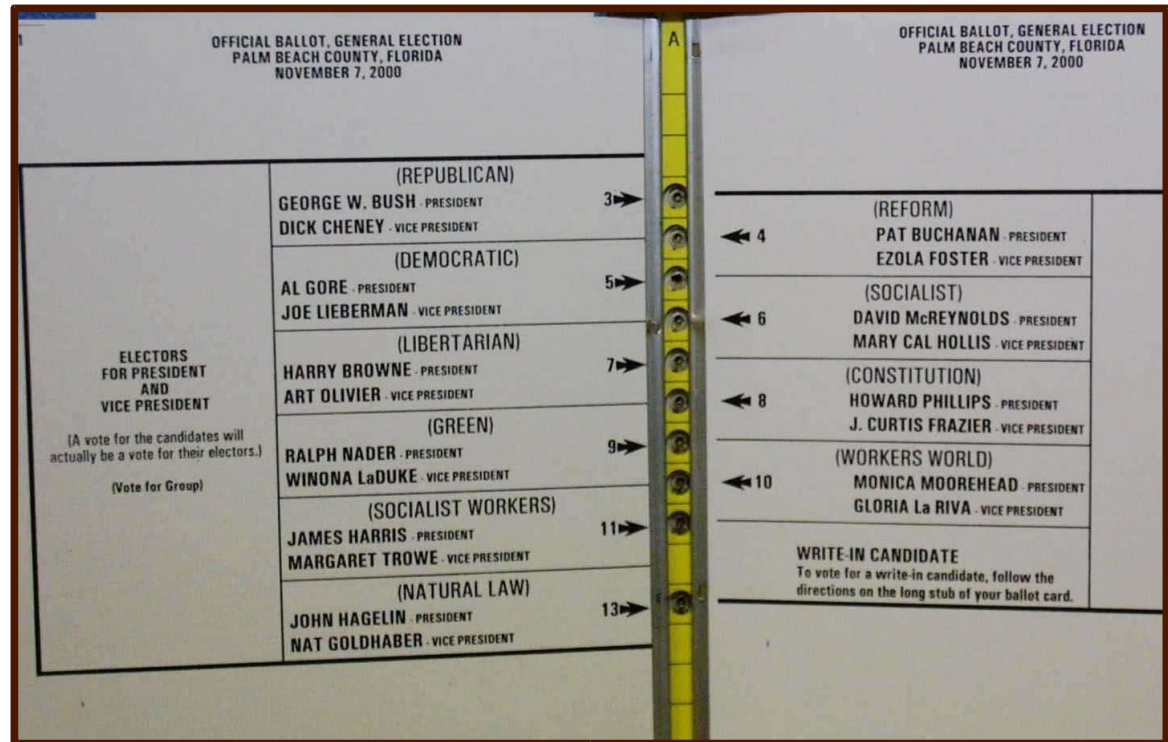 1
OFFICIAL BALLOT, GENERAL ELECTION
PALM BEACH COUNTY, FLORIDA
NOVEMBER 7, 2000
ELECTORS
FOR PRESIDENT
AND
VICE PRESIDENT
(A vote for the candidates will
actually be a vote for their electors.)
(Vote for Group)
(REPUBLICAN)
GEORGE W. BUSH - PRESIDENT
DICK CHENEY - VICE PRESIDENT
3
(DEMOCRATIC)
AL GORE - PRESIDENT
JOE LIEBERMAN - VICE PRESIDENT
5
(LIBERTARIAN)
HARRY BROWNE - PRESIDENT
ART OLIVIER - VICE PRESIDENT
7
(GREEN)
RALPH NADER - PRESIDENT
WINONA LaDUKE - VICE PRESIDENT
9
(SOCIALIST WORKERS)
JAMES HARRIS - PRESIDENT
MARGARET TROWE - VICE PRESIDENT
11
(NATURAL LAW)
JOHN HAGELIN - PRESIDENT
NAT GOLDHABER - VICE PRESIDENT
13
A
OFFICIAL BALLOT, GENERAL ELECTION
PALM BEACH COUNTY, FLORIDA
NOVEMBER 7, 2000
(REFORM)
4 PAT BUCHANAN - PRESIDENT
EZOLA FOSTER - VICE PRESIDENT
(SOCIALIST)
6 DAVID McREYNOLDS - PRESIDENT
MARY CAL HOLLIS - VICE PRESIDENT
(CONSTITUTION)
8 HOWARD PHILLIPS - PRESIDENT
J. CURTIS FRAZIER - VICE PRESIDENT
(WORKERS WORLD)
10 MONICA MOOREHEAD - PRESIDENT
GLORIA La RIVA - VICE PRESIDENT
WRITE-IN CANDIDATE
To vote for a write-in candidate, follow the
directions on the long stub of your ballot card.